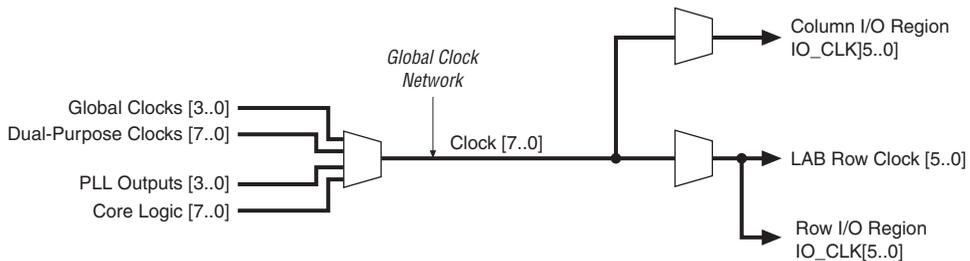 Column I/O Region
IO_CLK]5..0]
Global Clock
Network
Global Clocks [3..0]
Dual-Purpose Clocks [7..0]
Clock [7..0]
LAB Row Clock [5..0]
PLL Outputs [3..0]
Core Logic [7..0]
Row I/O Region
IO_CLK[5..0]